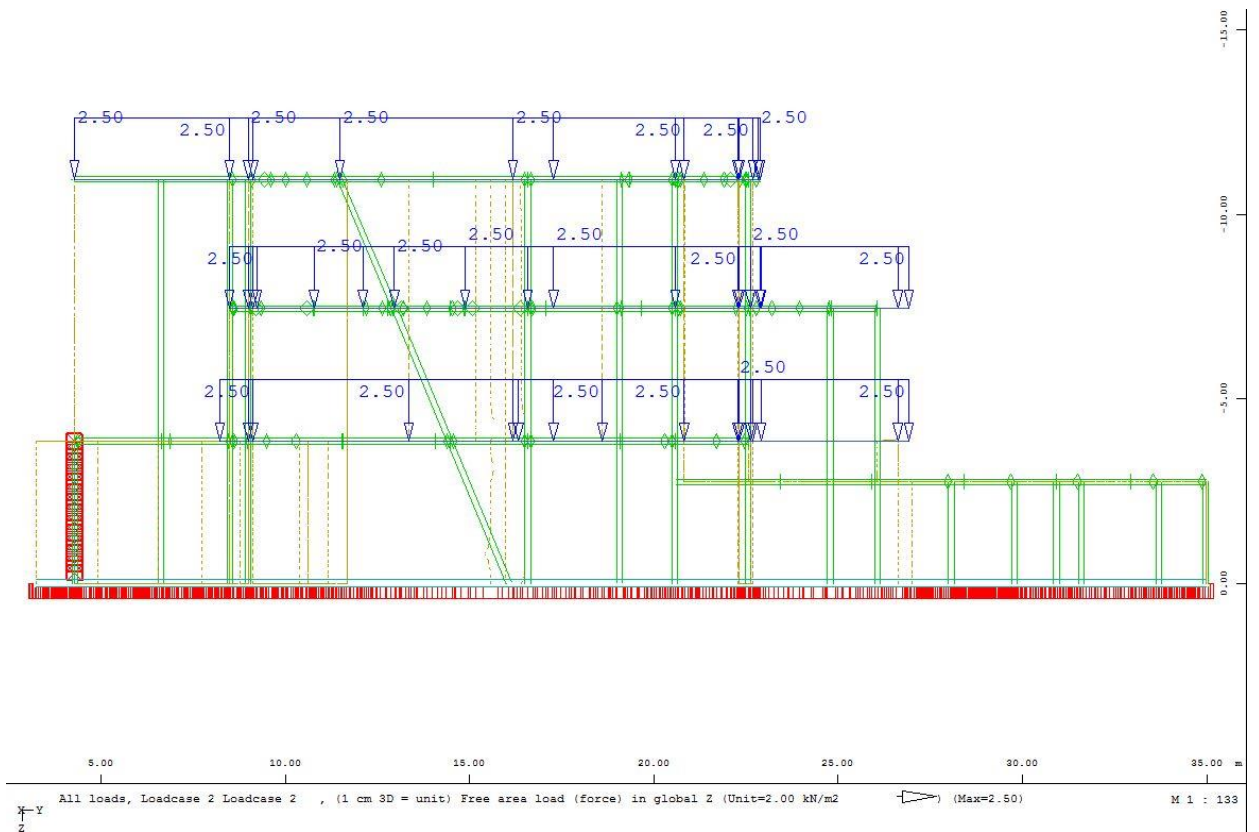 -15.00
2.50 2.50 2.50 2.50 2.50
2.50 2.50 2.50
-10.00
2.50 2.50 2.50
2.50 2.50
2.50 2.50 2.50
-5.00
2.50
2.50 2.50 2.50 2.50 2.50
0.00
5.00 10.00 15.00 20.00 25.00 30.00 35.00 m
All loads, Loadcase 2 Loadcase 2 , (1 cm 3D = unit) Free area load (force) in global Z (Unit=2.00 kN/m2 ) (Max=2.50) M 1 : 133
X Y
Z